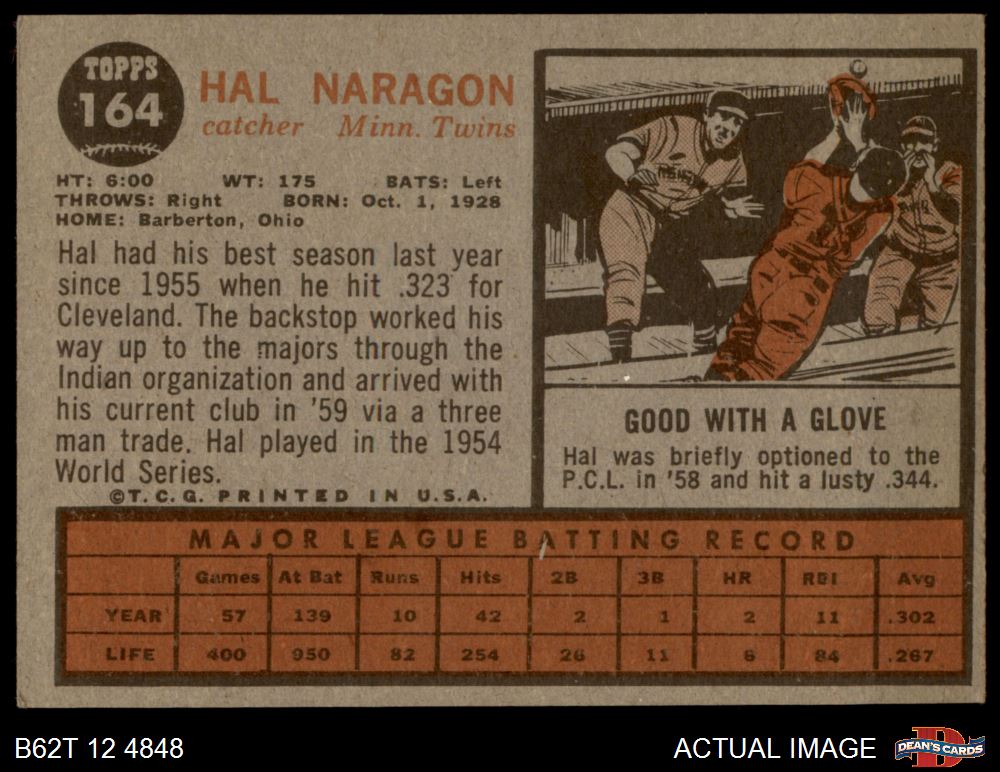 TOPPS
164
HAL NARAGON
catcher Minn. Twins
HT: 6:00 WT: 175 BATS: Left
THROWS: Right BORN: Oct. 1, 1928
HOME: Barberton, Ohio
Hal had his best season last year
since 1955 when he hit .323 for
Cleveland. The backstop worked his
way up to the majors through the
Indian organization and arrived with
his current club in '59 via a three
man trade. Hal played in the 1954
World Series.
©T.C.G. PRINTED IN U.S.A.
GOOD WITH A GLOVE
Hal was briefly optioned to the
P.C.L. in '58 and hit a lusty .344.
MAJOR LEAGUE BATTING RECORD
Games At Bat Runs Hits 2B 3B HR RBI Avg
YEAR 57 139 10 42 2 1 2 11 .302
LIFE 400 950 82 254 26 11 6 84 .267
B62T 12 4848
ACTUAL IMAGE
D
DEAN'S CARDS